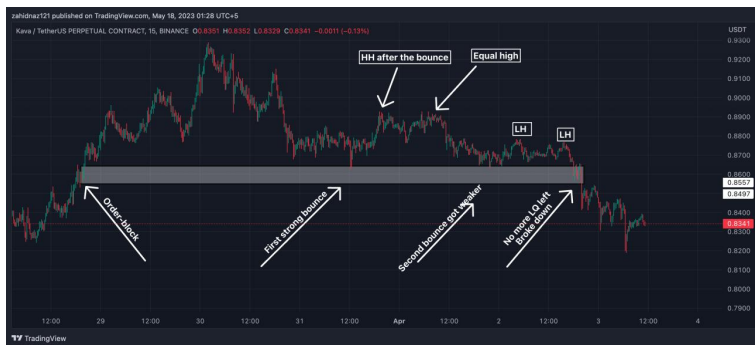 zahidnaz121 published on TradingView.com, May 18, 2023 01:28 UTC+5
Kava / TetherUS PERPETUAL CONTRACT, 15, BINANCE O0.8351 H0.8352 L0.8329 C0.8341 −0.0011 (−0.13%)
USDT
0.9300
0.9200
0.9100
0.9000
0.8900
0.8800
0.8700
0.8600
0.8557
0.8497
0.8400
0.8341
0.8300
0.8200
0.8100
0.8000
0.7900
HH after the bounce
Equal high
LH
LH
Order-block
First strong bounce
Second bounce got weaker
No more LQ left
Broke down
12:00
29
12:00
30
12:00
31
12:00
Apr
12:00
2
12:00
3
12:00
4
TradingView